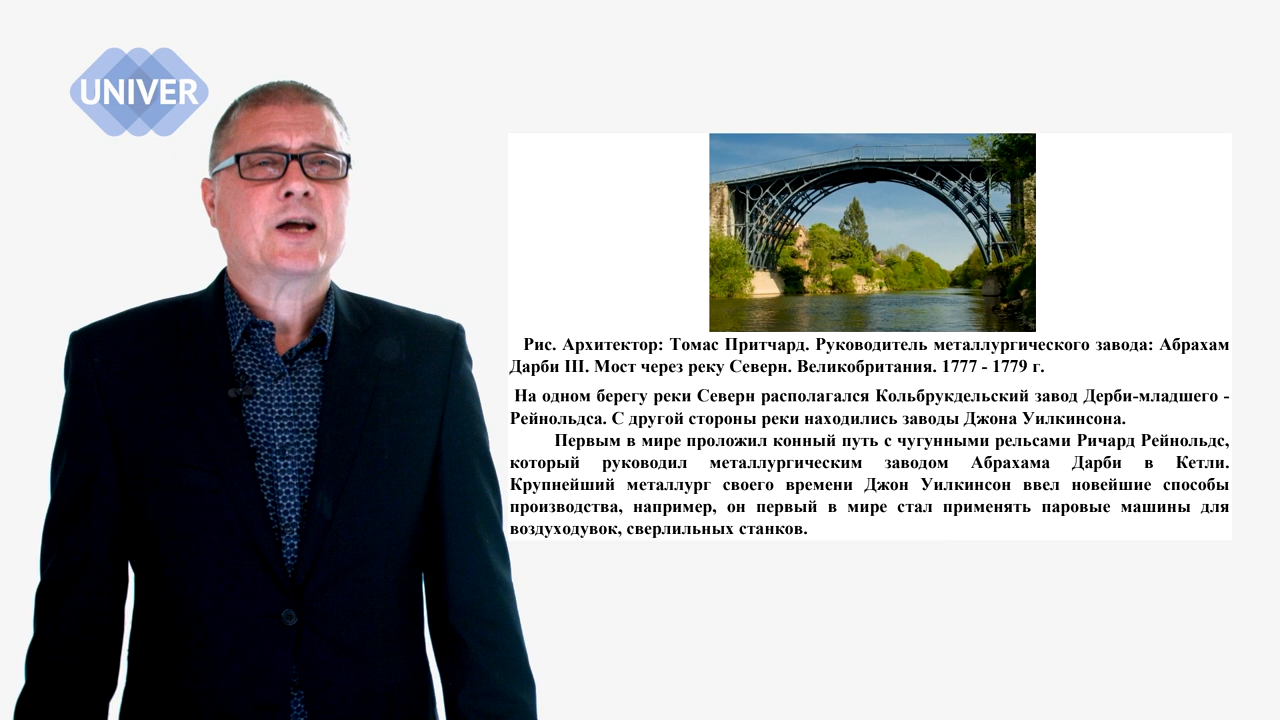 UNIVER
Рис. Архитектор: Томас Притчард. Руководитель металлургического завода: Абрахам
Дарби III. Мост через реку Северн. Великобритания. 1777 - 1779 г.
На одном берегу реки Северн располагался Кольбрукдельский завод Дерби-младшего -
Рейнольдса. С другой стороны реки находились заводы Джона Уилкинсона.
Первым в мире проложил конный путь с чугунными рельсами Ричард Рейнольдс,
который руководил металлургическим заводом Абрахама Дарби в Кетли.
Крупнейший металлург своего времени Джон Уилкинсон ввел новейшие способы
производства, например, он первый в мире стал применять паровые машины для
воздуходувок, сверлильных станков.